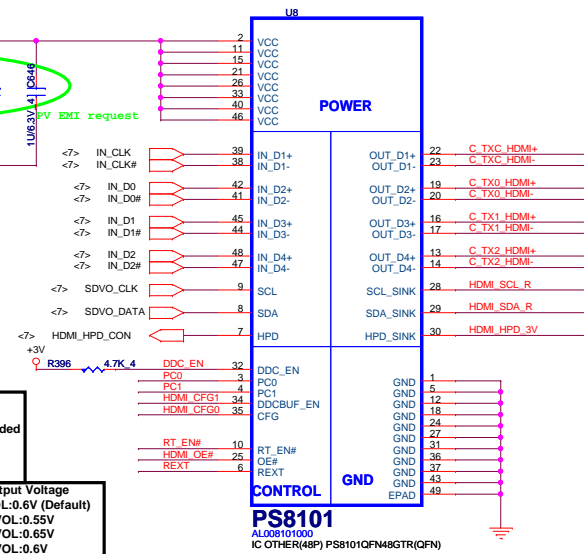 U8
2 VCC
11 VCC
15 VCC
21 VCC
26 VCC
33 VCC
40 VCC
46 VCC
POWER
1U/6.3V_4 C646
PV EMI request
<7> IN_CLK 39 IN_D1+ OUT_D1+ 22 C_TXC_HDMI+
<7> IN_CLK# 38 IN_D1- OUT_D1- 23 C_TXC_HDMI-
<7> IN_D0 42 IN_D2+ OUT_D2+ 19 C_TX0_HDMI+
<7> IN_D0# 41 IN_D2- OUT_D2- 20 C_TX0_HDMI-
<7> IN_D1 45 IN_D3+ OUT_D3+ 16 C_TX1_HDMI+
<7> IN_D1# 44 IN_D3- OUT_D3- 17 C_TX1_HDMI-
<7> IN_D2 48 IN_D4+ OUT_D4+ 13 C_TX2_HDMI+
<7> IN_D2# 47 IN_D4- OUT_D4- 14 C_TX2_HDMI-
<7> SDVO_CLK 9 SCL SCL_SINK 28 HDMI_SCL_R
<7> SDVO_DATA 8 SDA SDA_SINK 29 HDMI_SDA_R
<7> HDMI_HPD_CON 7 HPD HPD_SINK 30 HDMI_HPD_3V
+3V
R396 4.7K_4 DDC_EN 32 DDC_EN
PC0 3 PC0
PC1 4 PC1
HDMI_CFG1 34 DDCBUF_EN
HDMI_CFG0 35 CFG
RT_EN# 10 RT_EN#
HDMI_OE# 25 OE#
REXT 6 REXT
GND 1
GND 5
GND 12
GND 18
GND 24
GND 27
GND 31
GND 36
GND 37
GND 43
EPAD 49
CONTROL
GND
PS8101
AL008101000
IC OTHER(48P) PS8101QFN48GTR(QFN)
ded
tput Voltage
OL:0.6V (Default)
VOL:0.55V
VOL:0.65V
VOL:0.6V